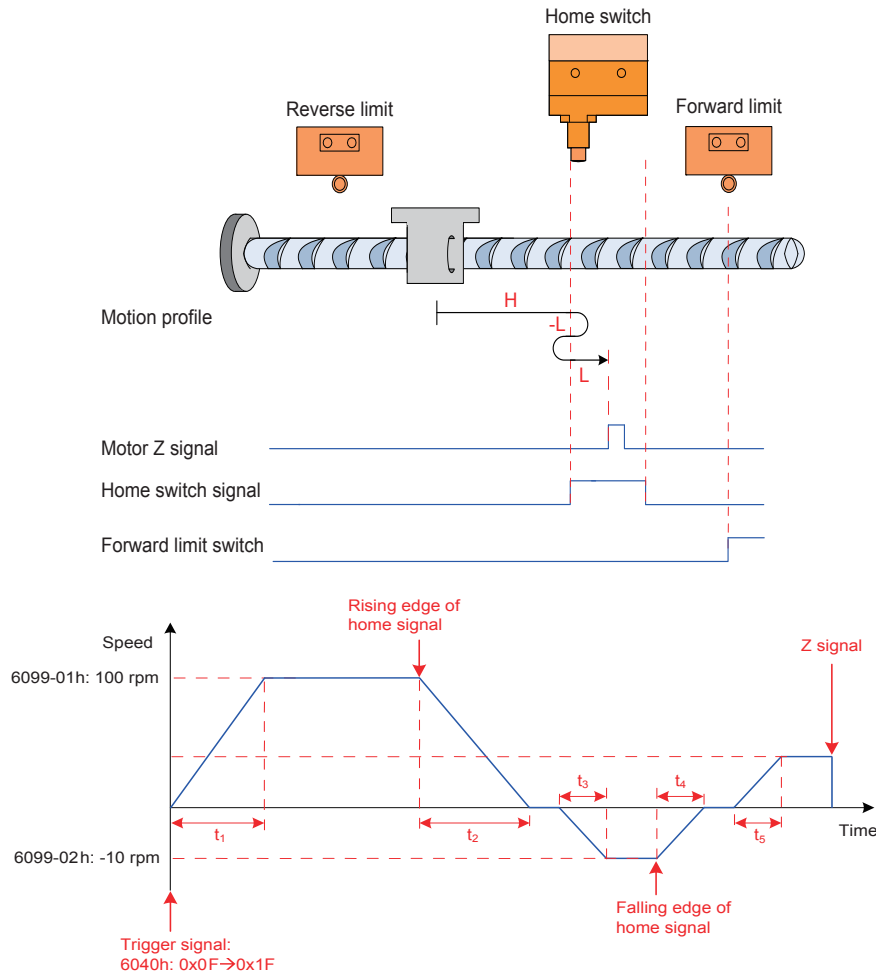 Home switch
Reverse limit
Forward limit
Motion profile
H
-L
L
Motor Z signal
Home switch signal
Forward limit switch
Rising edge of
home signal
Speed
Z signal
6099-01h: 100 rpm
t3
t4
t1
t2
t5
Time
6099-02h: -10 rpm
Falling edge of
home signal
Trigger signal:
6040h: 0x0F→0x1F